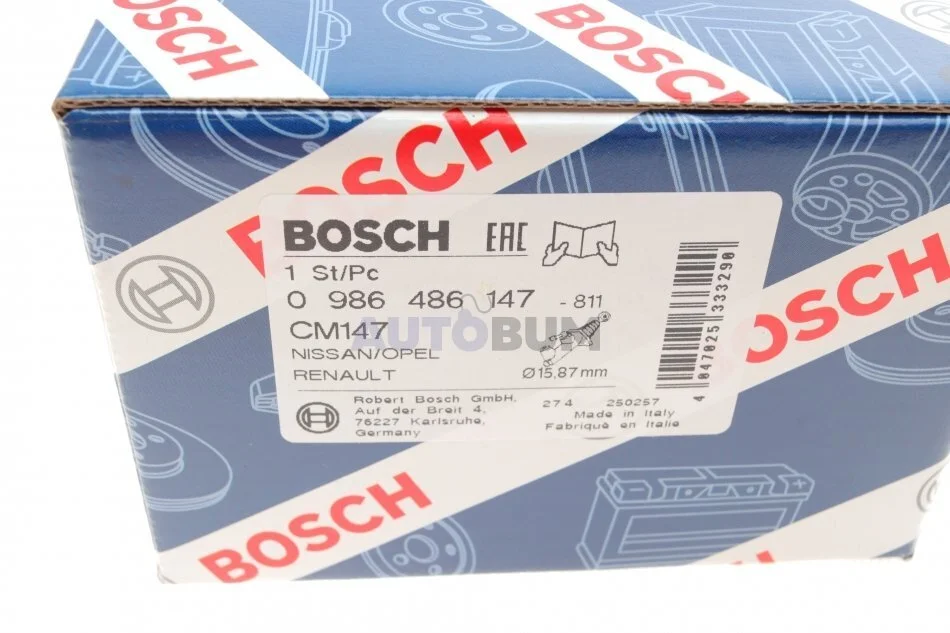 BOSCH
BOSCH
BOSCH
BOSCH
BOSCH EAC
1 St/Pc
0 986 486 147 - 811
CM147
AUTOBUM
NISSAN/OPEL
RENAULT Ø15,87mm
4 047025 333290
OSCH
Robert Bosch GmbH,
Auf der Breit 4,
76227 Karlsruhe,
Germany
274 250257
Made in Italy
Fabriqué en Italie
BOSCH
BOSCH